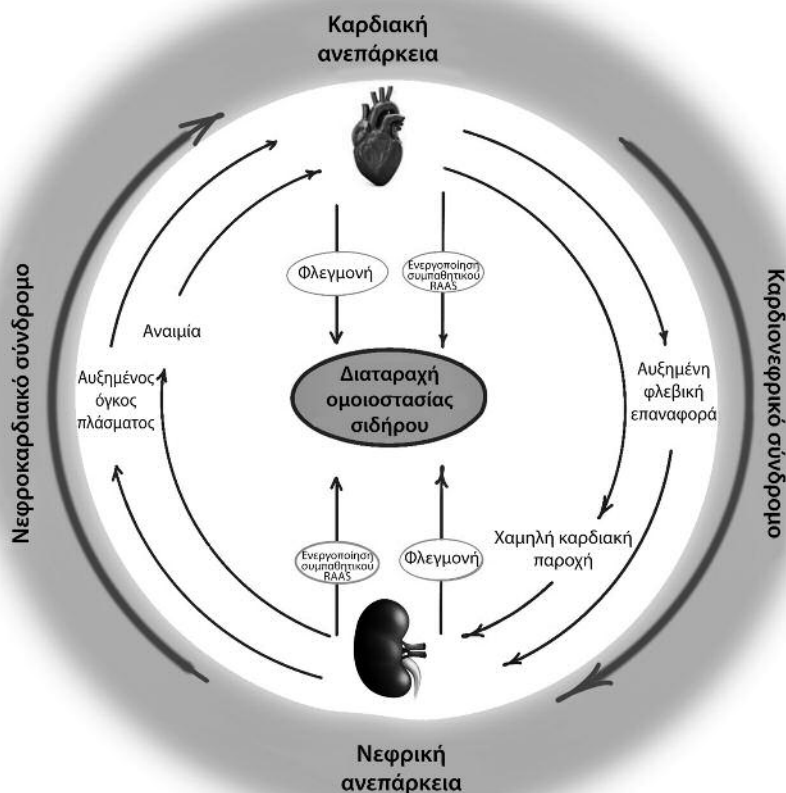 Καρδιακή
ανεπάρκεια
Φλεγμονή
Ενεργοποίηση
συμπαθητικού
RAAS
Νεφροκαρδιακό σύνδρομο
Καρδιονεφρικό σύνδρομο
Αναιμία
Αυξημένος
όγκος
πλάσματος
Διαταραχή
ομοιοστασίας
σιδήρου
Αυξημένη
φλεβική
επαναφορά
Χαμηλή καρδιακή
παροχή
Ενεργοποίηση
συμπαθητικού
RAAS
Φλεγμονή
Νεφρική
ανεπάρκεια